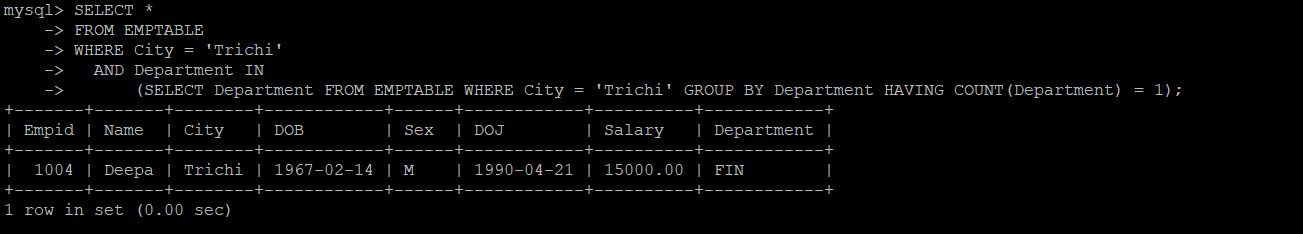 mysql> SELECT *
    -> FROM EMPTABLE
    -> WHERE City = 'Trichi'
    ->   AND Department IN
    ->       (SELECT Department FROM EMPTABLE WHERE City = 'Trichi' GROUP BY Department HAVING COUNT(Department) = 1);
+-------+-------+--------+------------+------+------------+----------+------------+
| Empid | Name  | City   | DOB        | Sex  | DOJ        | Salary   | Department |
+-------+-------+--------+------------+------+------------+----------+------------+
|  1004 | Deepa | Trichi | 1967-02-14 | M    | 1990-04-21 | 15000.00 | FIN        |
+-------+-------+--------+------------+------+------------+----------+------------+
1 row in set (0.00 sec)